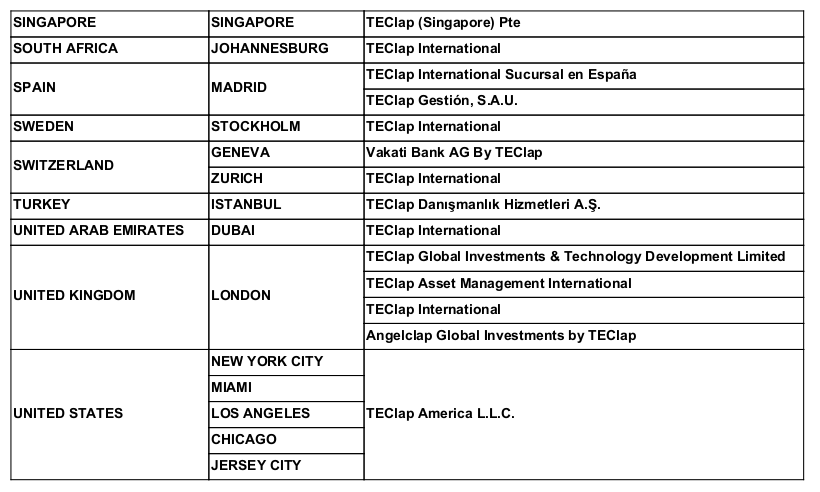 SINGAPORE SINGAPORE TEClap (Singapore) Pte
SOUTH AFRICA JOHANNESBURG TEClap International
SPAIN MADRID TEClap International Sucursal en España
TEClap Gestión, S.A.U.
SWEDEN STOCKHOLM TEClap International
SWITZERLAND GENEVA Vakati Bank AG By TEClap
ZURICH TEClap International
TURKEY ISTANBUL TEClap Danışmanlık Hizmetleri A.Ş.
UNITED ARAB EMIRATES DUBAI TEClap International
UNITED KINGDOM LONDON TEClap Global Investments & Technology Development Limited
TEClap Asset Management International
TEClap International
Angelclap Global Investments by TEClap
UNITED STATES NEW YORK CITY TEClap America L.L.C.
MIAMI
LOS ANGELES
CHICAGO
JERSEY CITY